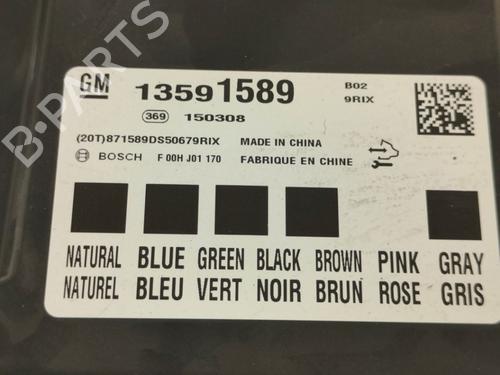 GM 13591589 B02
9RIX
369 150308
(20T)871589DS50679RIX MADE IN CHINA
BOSCH F 00H J01 170 FABRIQUE EN CHINE
NATURAL BLUE GREEN BLACK BROWN PINK GRAY
NATUREL BLEU VERT NOIR BRUN ROSE GRIS